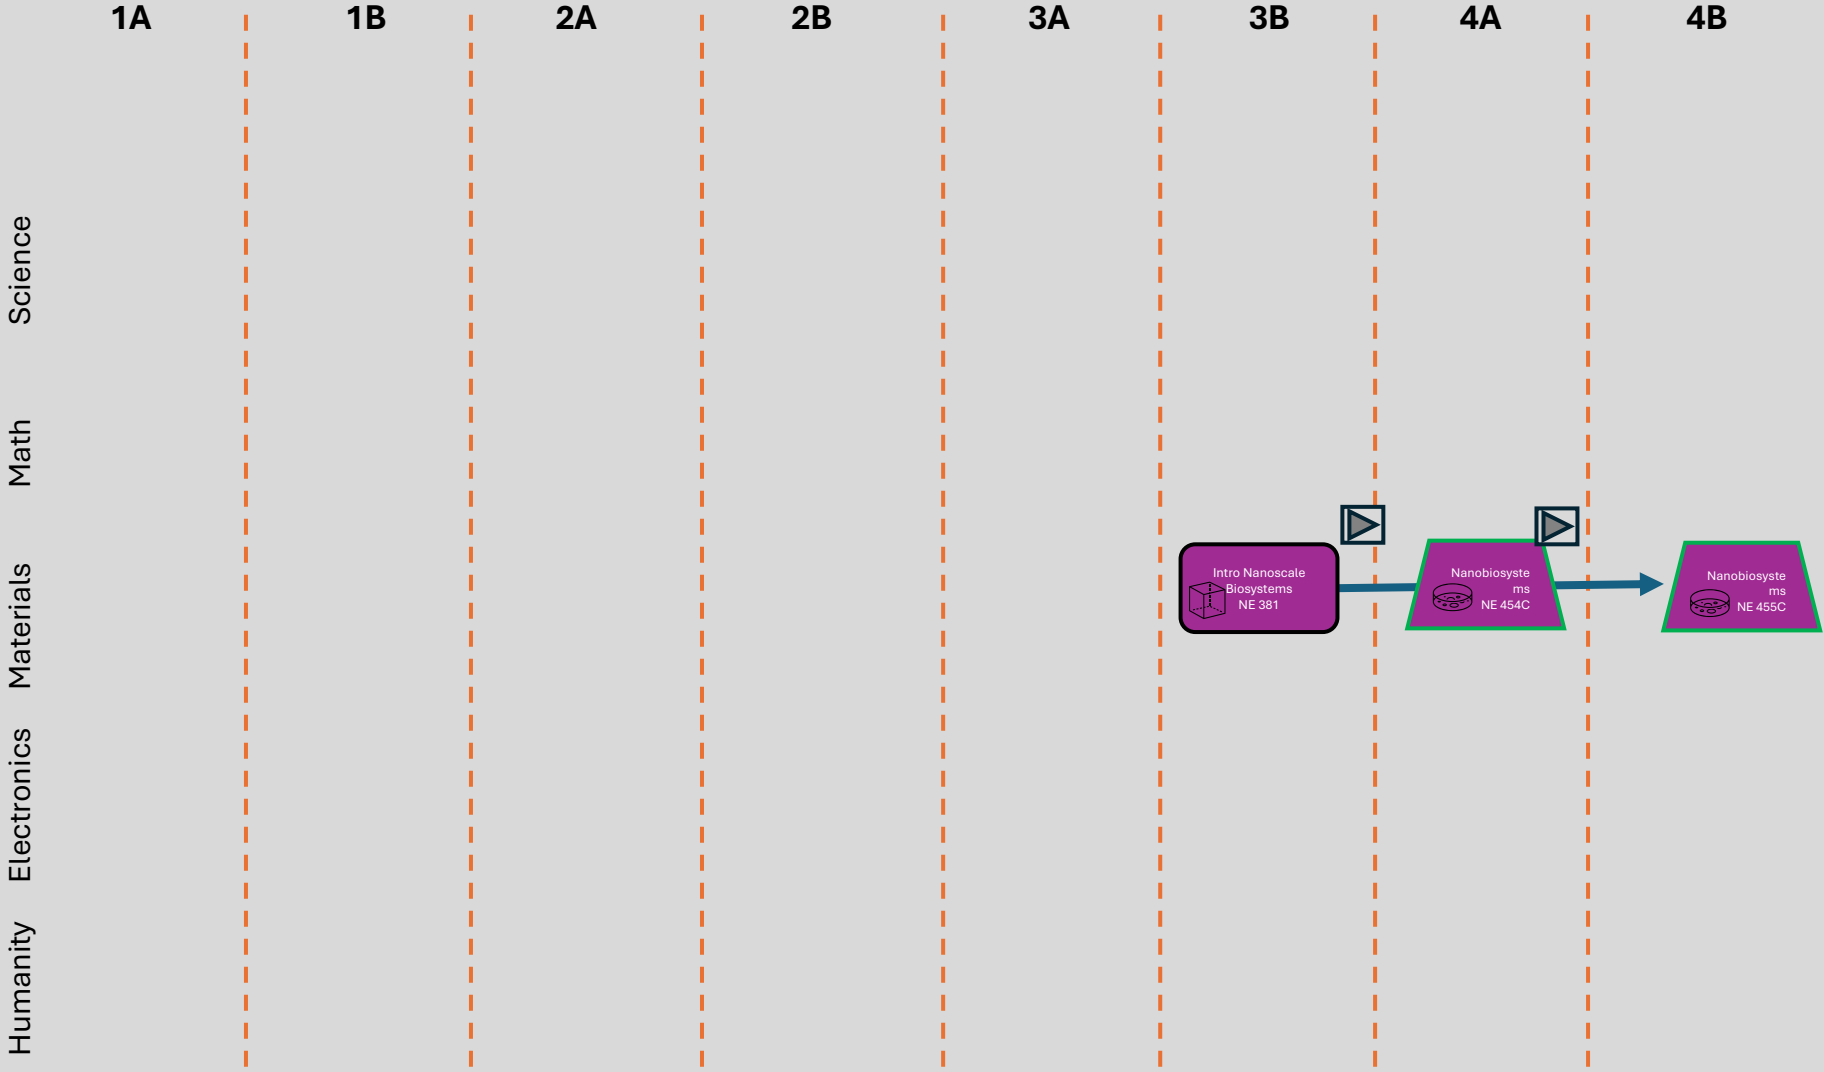 1A
1B
2A
2B
3A
3B
4A
4B
Science
Math
Materials
Electronics
Humanity
Intro Nanoscale
Biosystems
NE 381
Nanobiosyste
ms
NE 454C
Nanobiosyste
ms
NE 455C